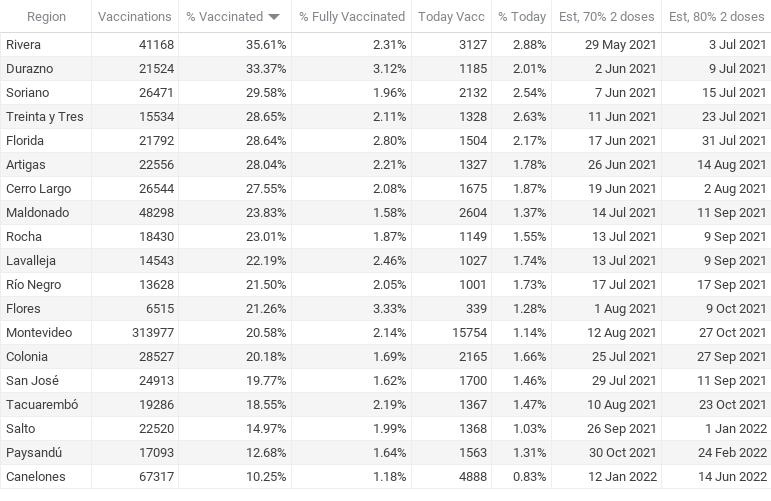 Region Vaccinations % Vaccinated % Fully Vaccinated Today Vacc % Today Est, 70% 2 doses Est, 80% 2 doses
Rivera 41168 35.61% 2.31% 3127 2.88% 29 May 2021 3 Jul 2021
Durazno 21524 33.37% 3.12% 1185 2.01% 2 Jun 2021 9 Jul 2021
Soriano 26471 29.58% 1.96% 2132 2.54% 7 Jun 2021 15 Jul 2021
Treinta y Tres 15534 28.65% 2.11% 1328 2.63% 11 Jun 2021 23 Jul 2021
Florida 21792 28.64% 2.80% 1504 2.17% 17 Jun 2021 31 Jul 2021
Artigas 22556 28.04% 2.21% 1327 1.78% 26 Jun 2021 14 Aug 2021
Cerro Largo 26544 27.55% 2.08% 1675 1.87% 19 Jun 2021 2 Aug 2021
Maldonado 48298 23.83% 1.58% 2604 1.37% 14 Jul 2021 11 Sep 2021
Rocha 18430 23.01% 1.87% 1149 1.55% 13 Jul 2021 9 Sep 2021
Lavalleja 14543 22.19% 2.46% 1027 1.74% 13 Jul 2021 9 Sep 2021
Río Negro 13628 21.50% 2.05% 1001 1.73% 17 Jul 2021 17 Sep 2021
Flores 6515 21.26% 3.33% 339 1.28% 1 Aug 2021 9 Oct 2021
Montevideo 313977 20.58% 2.14% 15754 1.14% 12 Aug 2021 27 Oct 2021
Colonia 28527 20.18% 1.69% 2165 1.66% 25 Jul 2021 27 Sep 2021
San José 24913 19.77% 1.62% 1700 1.46% 29 Jul 2021 11 Sep 2021
Tacuarembó 19286 18.55% 2.19% 1367 1.47% 10 Aug 2021 23 Oct 2021
Salto 22520 14.97% 1.99% 1368 1.03% 26 Sep 2021 1 Jan 2022
Paysandú 17093 12.68% 1.64% 1563 1.31% 30 Oct 2021 24 Feb 2022
Canelones 67317 10.25% 1.18% 4888 0.83% 12 Jan 2022 14 Jun 2022